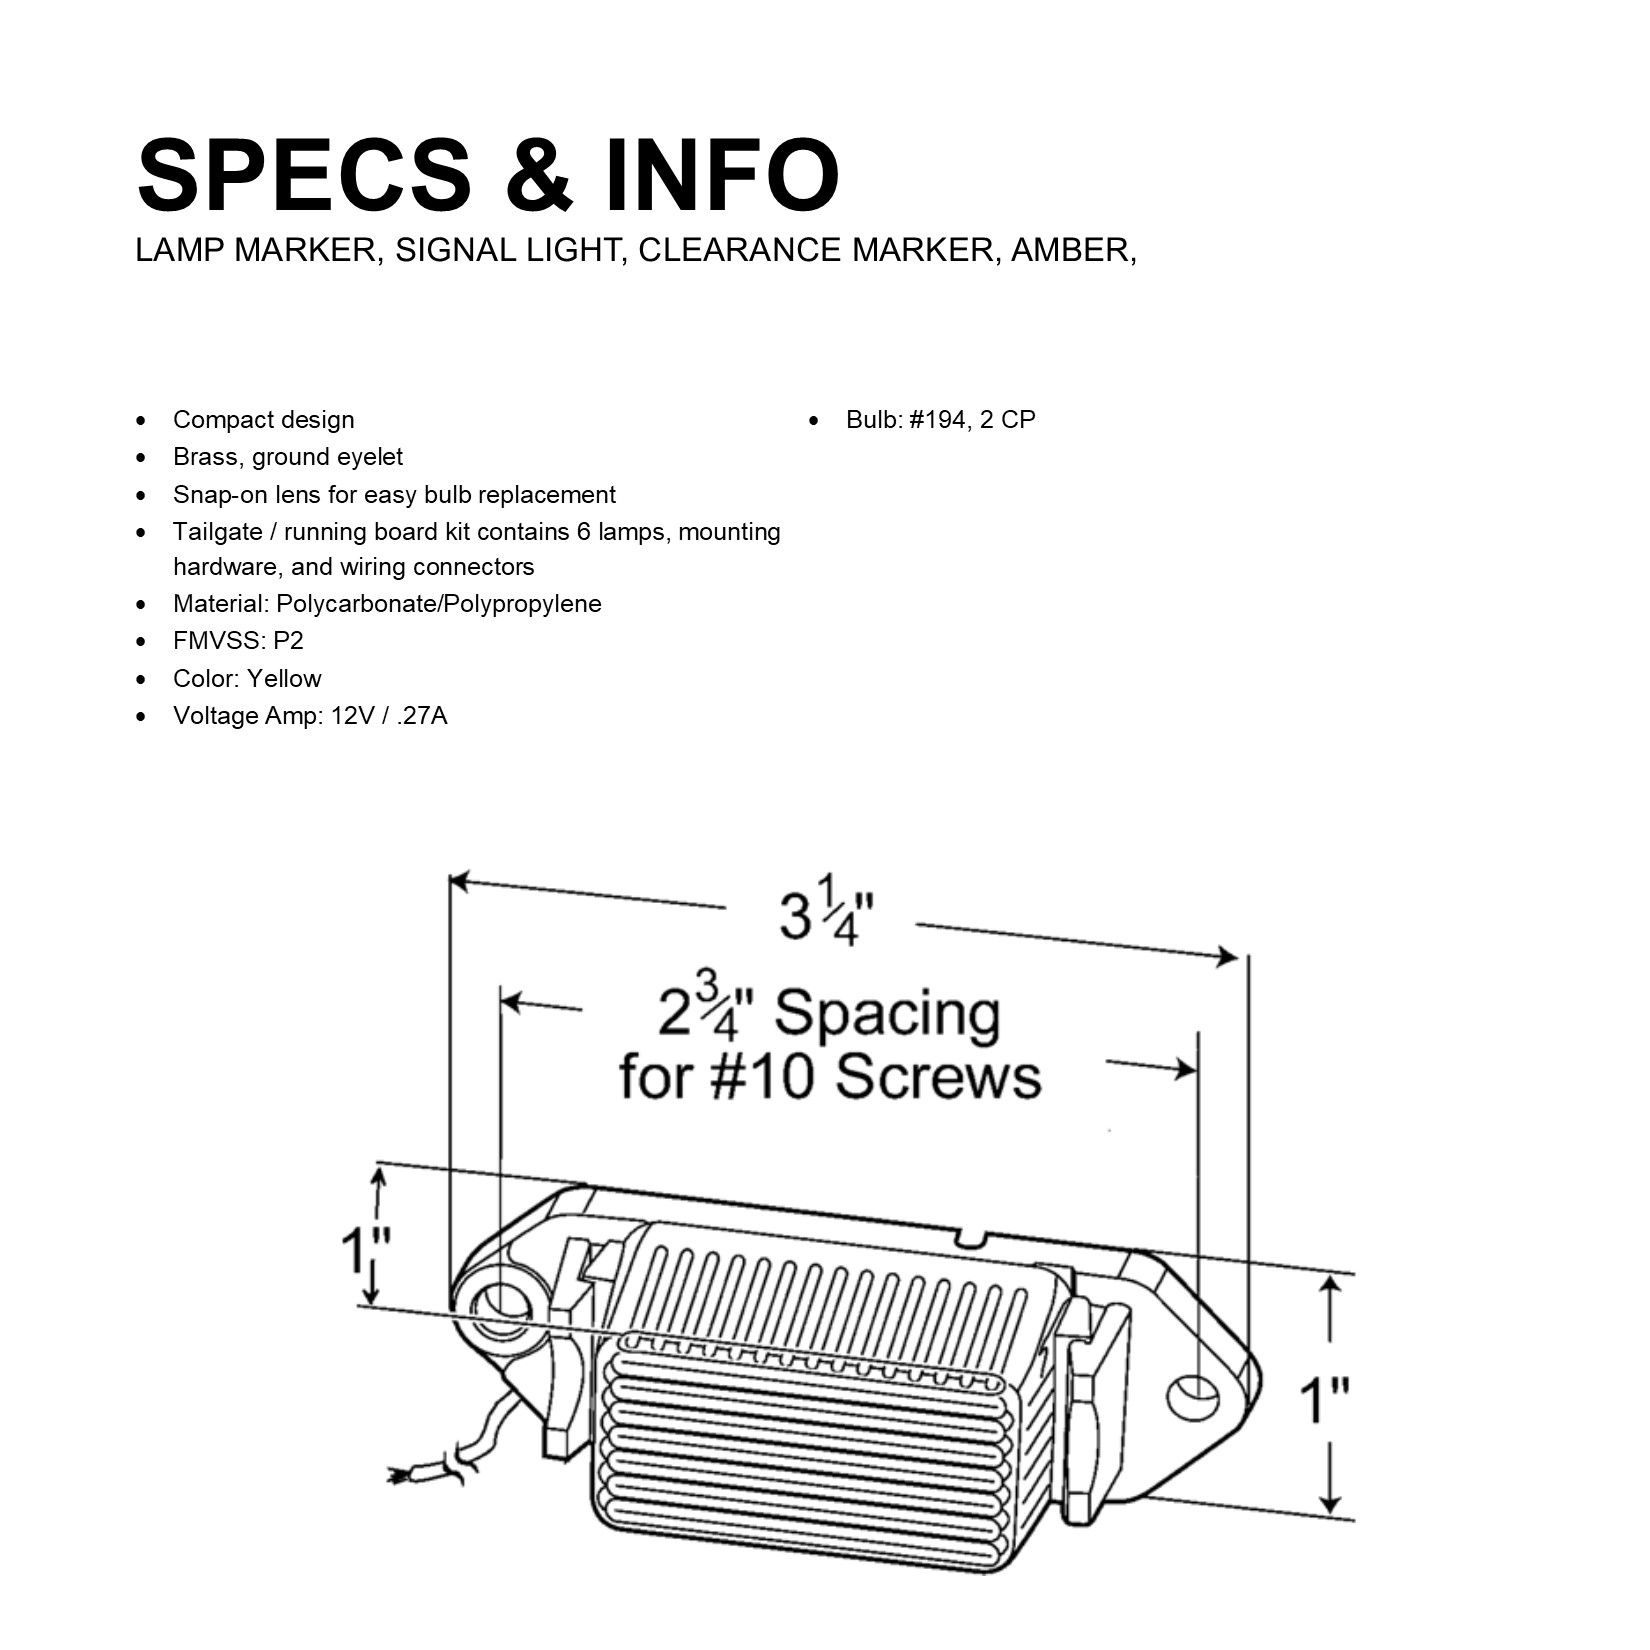 SPECS & INFO
LAMP MARKER, SIGNAL LIGHT, CLEARANCE MARKER, AMBER,
• Compact design
• Brass, ground eyelet
• Snap-on lens for easy bulb replacement
• Tailgate / running board kit contains 6 lamps, mounting
hardware, and wiring connectors
• Material: Polycarbonate/Polypropylene
• FMVSS: P2
• Color: Yellow
• Voltage Amp: 12V / .27A
• Bulb: #194, 2 CP
3 1/4"
2 3/4" Spacing
for #10 Screws
1"
1"